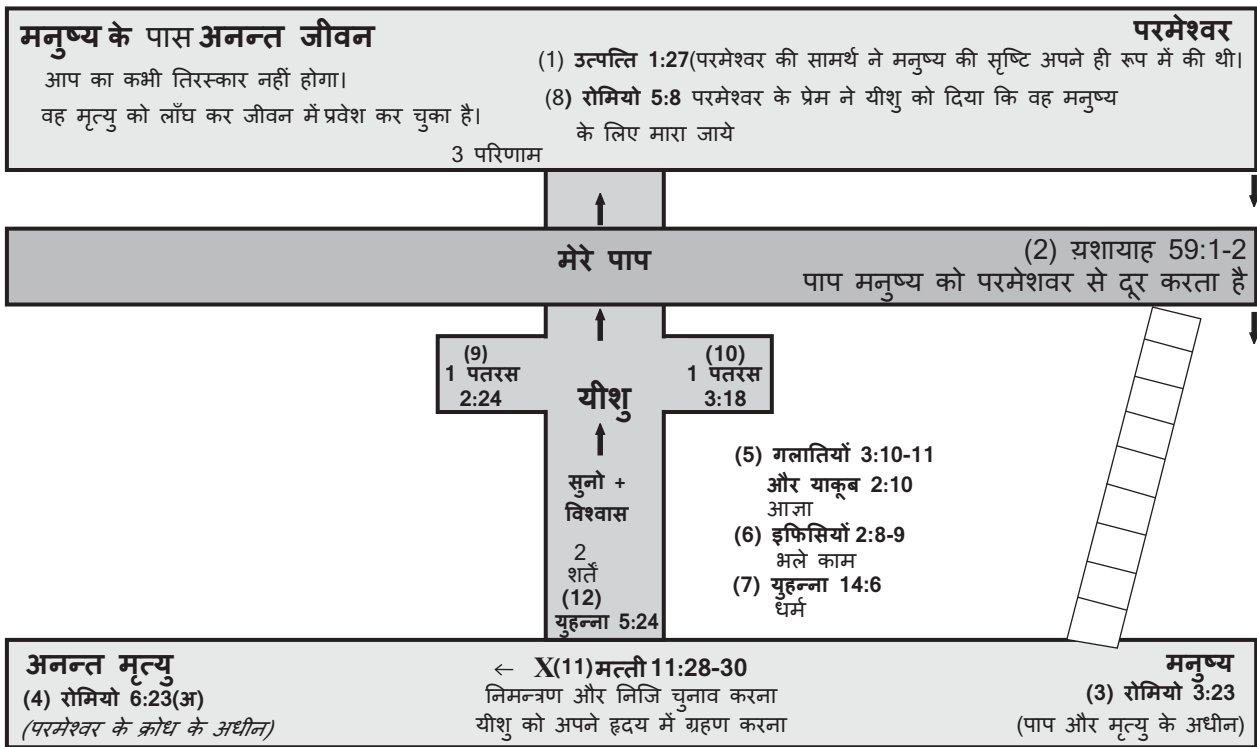 मनुष्य के पास अनन्त जीवन
आप का कभी तिरस्कार नहीं होगा।
वह मृत्यु को लाँघ कर जीवन में प्रवेश कर चुका है।
3 परिणाम
परमेश्वर
(1) उत्पत्ति 1:27(परमेश्वर की सामर्थ ने मनुष्य की सृष्टि अपने ही रूप में की थी।
(8) रोमियो 5:8 परमेश्वर के प्रेम ने यीशु को दिया कि वह मनुष्य
के लिए मारा जाये
मेरे पाप
(2) य़शायाह 59:1-2
पाप मनुष्य को परमेशवर से दूर करता है
(9)
1 पतरस
2:24
यीशु
(10)
1 पतरस
3:18
सुनो +
विश्वास
2
शर्तें
(12)
युहन्ना 5:24
(5) गलातियों 3:10-11
और याकूब 2:10
आज्ञा
(6) इफिसियों 2:8-9
भले काम
(7) युहन्ना 14:6
धर्म
अनन्त मृत्यु
(4) रोमियो 6:23(अ)
(परमेश्वर के क्रोध के अधीन)
← X(11)मत्ती 11:28-30
निमन्त्रण और निजि चुनाव करना
यीशु को अपने हृदय में ग्रहण करना
मनुष्य
(3) रोमियो 3:23
(पाप और मृत्यु के अधीन)